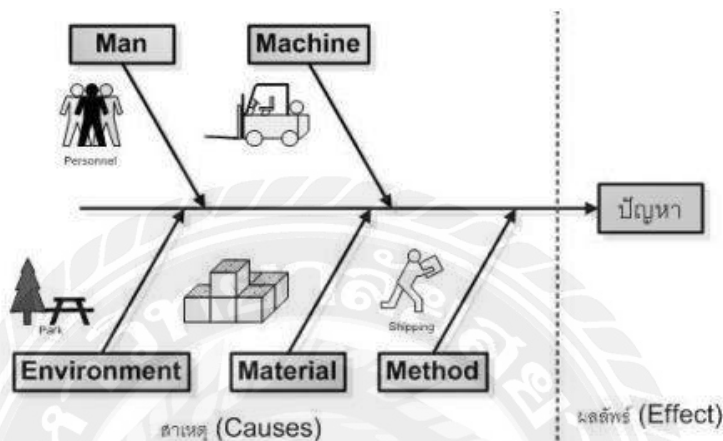 Man
Machine
Personnel
ปัญหา
Park
Shipping
Environment
Material
Method
สาเหตุ (Causes)
ผลลัพธ์ (Effect)